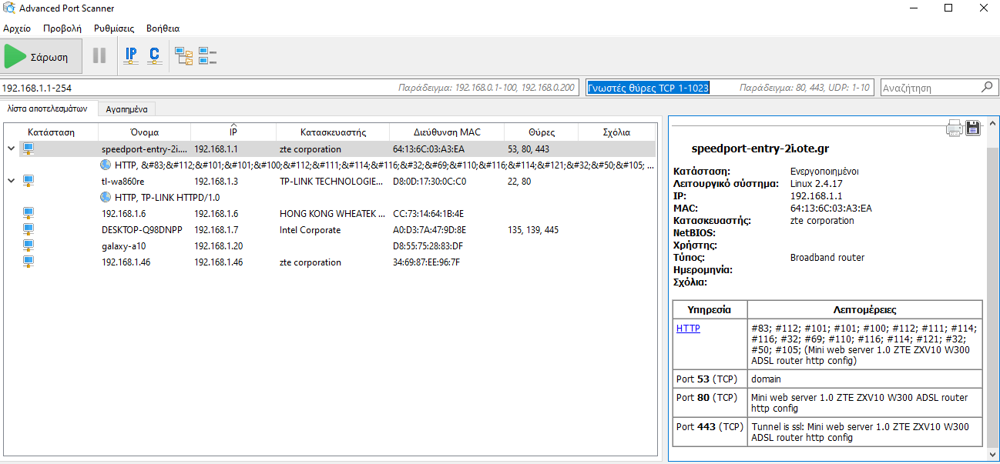 Advanced Port Scanner
Αρχείο Προβολή Ρυθμίσεις Βοήθεια
Σάρωση IP C
192.168.1.1-254 Παράδειγμα: 192.168.0.1-100, 192.168.0.200 Γνωστές θύρες TCP 1-1023 Παράδειγμα: 80, 443, UDP: 1-10 Αναζήτηση
λίστα αποτελεσμάτων Αγαπημένα
Κατάσταση Όνομα IP Κατασκευαστής Διεύθυνση MAC Θύρες Σχόλια
speedport-entry-2i.... 192.168.1.1 zte corporation 64:13:6C:03:A3:EA 53, 80, 443
HTTP, &#83;&#112;&#101;&#101;&#100;&#112;&#111;&#114;&#116;&#32;&#69;&#110;&#116;&#114;&#121;&#32;&#50;&#105; ...
tl-wa860re 192.168.1.3 TP-LINK TECHNOLOGIE... D8:0D:17:30:0C:C0 22, 80
HTTP, TP-LINK HTTPD/1.0
192.168.1.6 192.168.1.6 HONG KONG WHEATEK ... CC:73:14:64:1B:4E
DESKTOP-Q98DNPP 192.168.1.7 Intel Corporate A0:D3:7A:47:9D:8E 135, 139, 445
galaxy-a10 192.168.1.20 D8:55:75:28:83:DF
192.168.1.46 192.168.1.46 zte corporation 34:69:87:EE:96:7F
speedport-entry-2i.ote.gr
Κατάσταση: Ενεργοποιημένοι
Λειτουργικό σύστημα: Linux 2.4.17
IP: 192.168.1.1
MAC: 64:13:6C:03:A3:EA
Κατασκευαστής: zte corporation
NetBIOS:
Χρήστης:
Τύπος: Broadband router
Ημερομηνία:
Σχόλια:
Υπηρεσία Λεπτομέρειες
HTTP #83; #112; #101; #101; #100; #112; #111; #114;
#116; #32; #69; #110; #116; #114; #121; #32;
#50; #105; (Mini web server 1.0 ZTE ZXV10 W300
ADSL router http config)
Port 53 (TCP) domain
Port 80 (TCP) Mini web server 1.0 ZTE ZXV10 W300 ADSL router
http config
Port 443 (TCP) Tunnel is ssl: Mini web server 1.0 ZTE ZXV10 W300
ADSL router http config